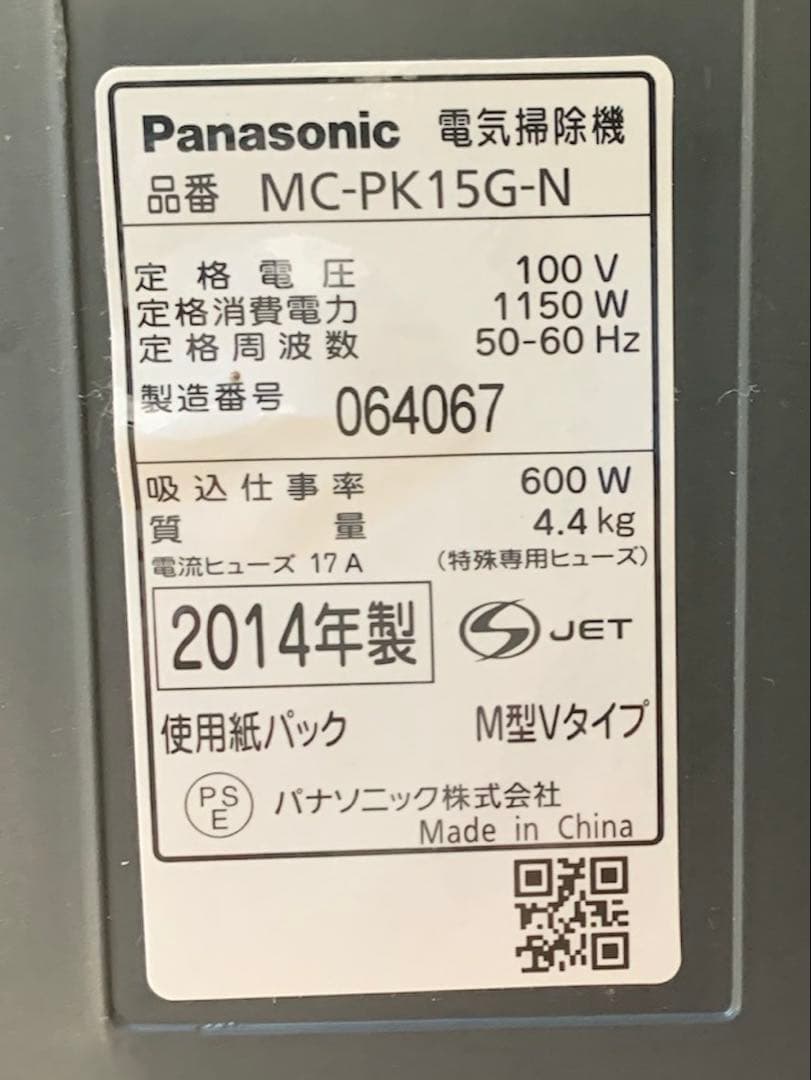 Panasonic 電気掃除機
品番 MC-PK15G-N
定格電圧 100 V
定格消費電力 1150 W
定格周波数 50-60 Hz
製造番号 064067
吸込仕事率 600 W
質量 4.4 kg
電流ヒューズ 17 A (特殊専用ヒューズ)
2014年製 S JET
使用紙パック M型Vタイプ
PSE パナソニック株式会社
Made in China